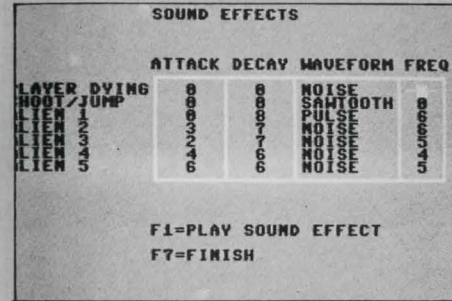 SOUND EFFECTS
ATTACK DECAY WAVEFORM FREQ
LAYER DYING 0 0 NOISE
HOOT/JUMP 0 0 SAWTOOTH 0
LIEN 1 0 8 PULSE 6
LIEN 2 3 7 NOISE 6
LIEN 3 2 7 NOISE 5
LIEN 4 4 6 NOISE 4
LIEN 5 6 6 NOISE 5
F1=PLAY SOUND EFFECT
F7=FINISH